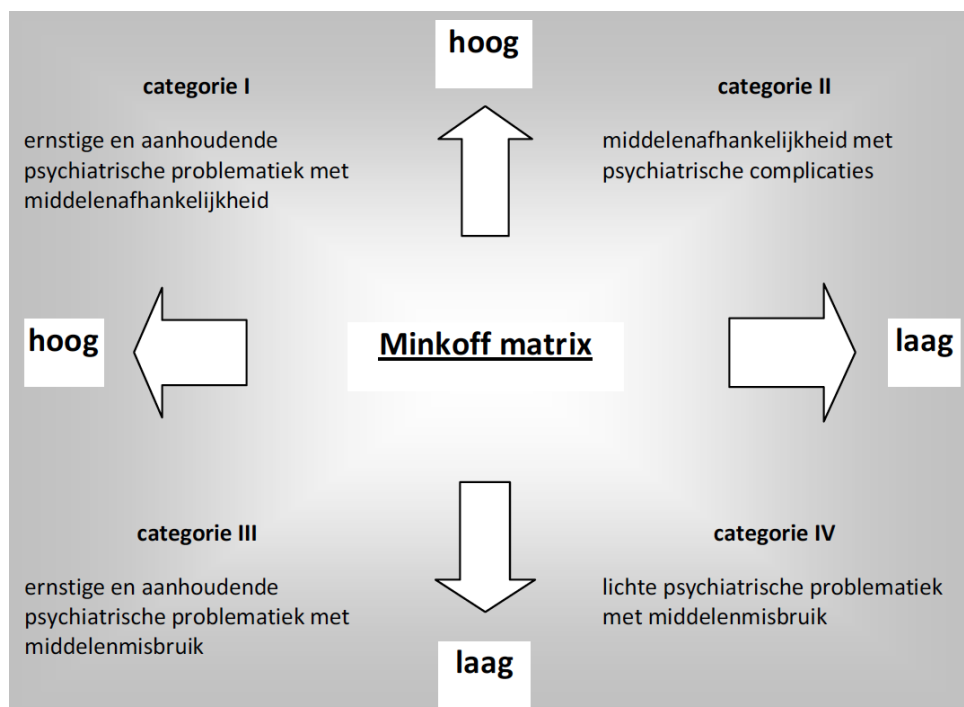 hoog
categorie I
ernstige en aanhoudende
psychiatrische problematiek met
middelenafhankelijkheid
categorie II
middelenafhankelijkheid met
psychiatrische complicaties
hoog
Minkoff matrix
laag
categorie III
ernstige en aanhoudende
psychiatrische problematiek met
middelenmisbruik
categorie IV
lichte psychiatrische problematiek
met middelenmisbruik
laag